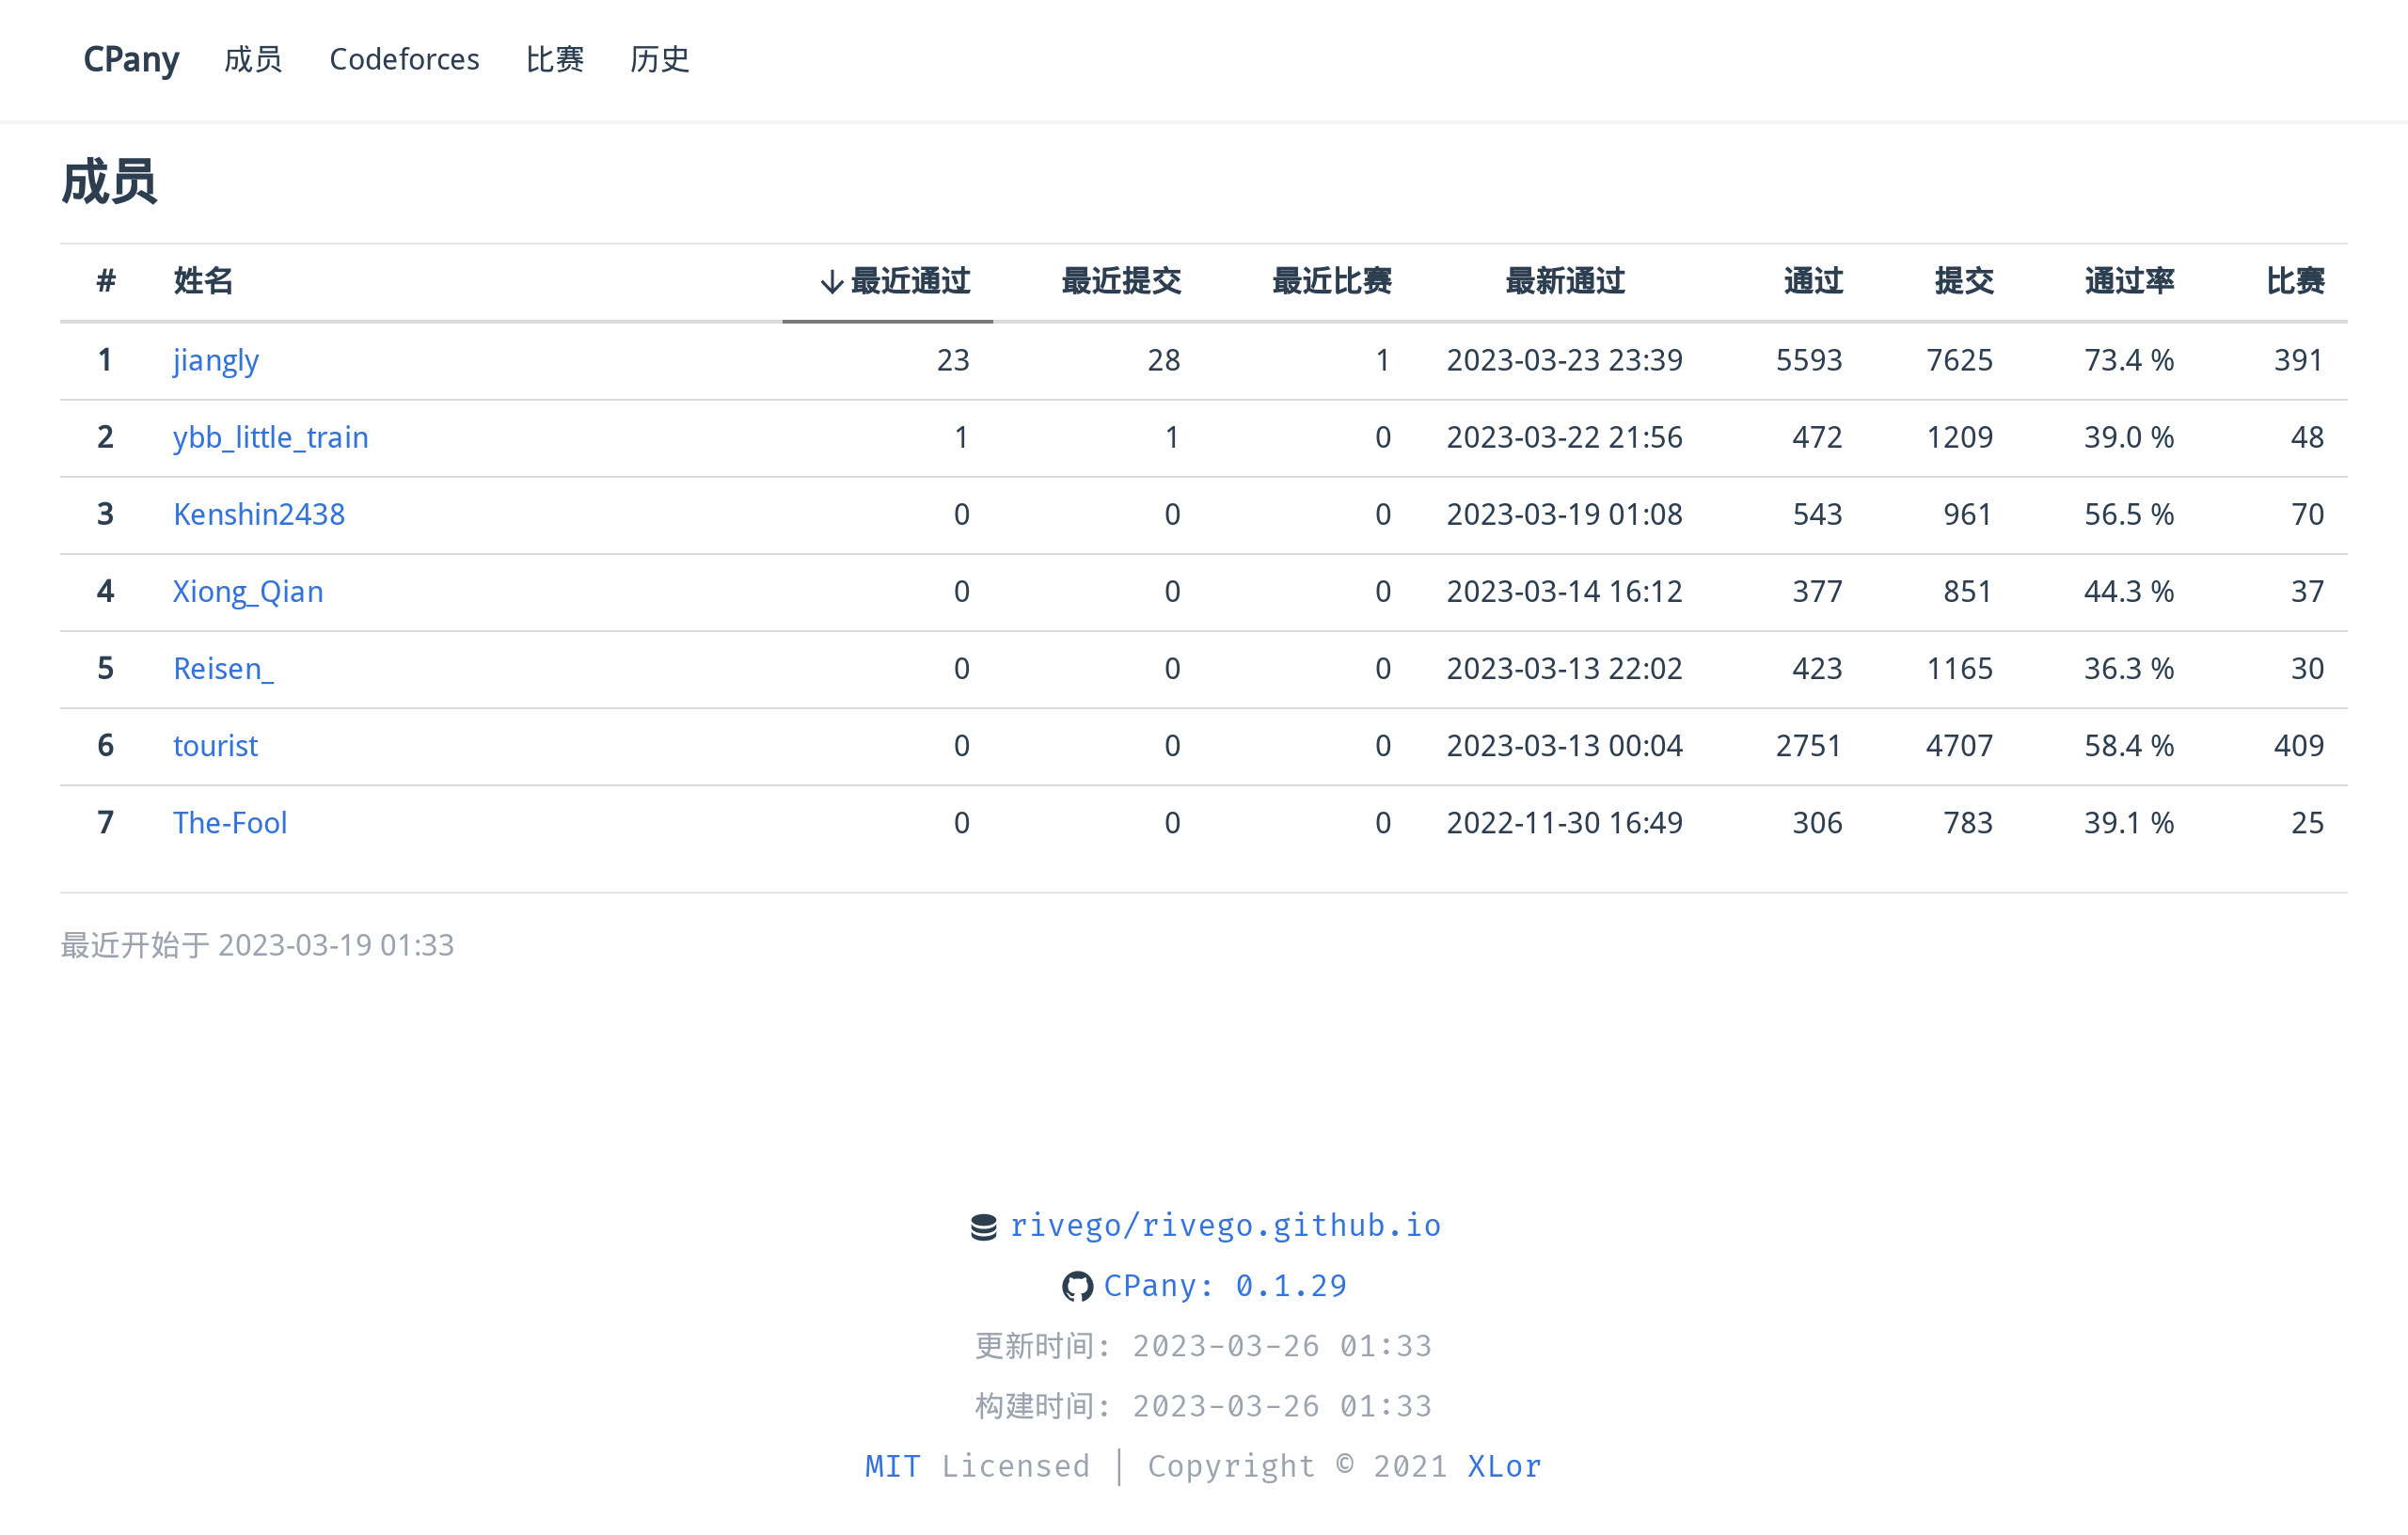 CPany 成员 Codeforces 比赛 历史
成员
# 姓名 ↓ 最近通过 最近提交 最近比赛 最新通过 通过 提交 通过率 比赛
1 jiangly 23 28 1 2023-03-23 23:39 5593 7625 73.4 % 391
2 ybb_little_train 1 1 0 2023-03-22 21:56 472 1209 39.0 % 48
3 Kenshin2438 0 0 0 2023-03-19 01:08 543 961 56.5 % 70
4 Xiong_Qian 0 0 0 2023-03-14 16:12 377 851 44.3 % 37
5 Reisen_ 0 0 0 2023-03-13 22:02 423 1165 36.3 % 30
6 tourist 0 0 0 2023-03-13 00:04 2751 4707 58.4 % 409
7 The-Fool 0 0 0 2022-11-30 16:49 306 783 39.1 % 25
最近开始于 2023-03-19 01:33
rivego/rivego.github.io
CPany: 0.1.29
更新时间: 2023-03-26 01:33
构建时间: 2023-03-26 01:33
MIT Licensed | Copyright © 2021 XLor